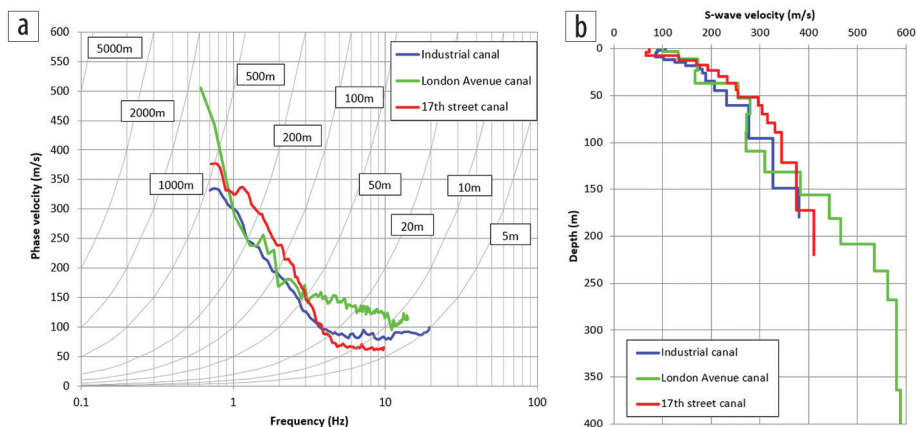 a
600
550
500
450
400
350
300
250
200
150
100
50
0
Phase velocity (m/s)
0.1
1
10
100
Frequency (Hz)
5000m
2000m
1000m
500m
200m
100m
50m
20m
10m
5m
Industrial canal
London Avenue canal
17th street canal
b
S-wave velocity (m/s)
0 100 200 300 400 500 600
0
50
100
150
200
250
300
350
400
Depth (m)
Industrial canal
London Avenue canal
17th street canal